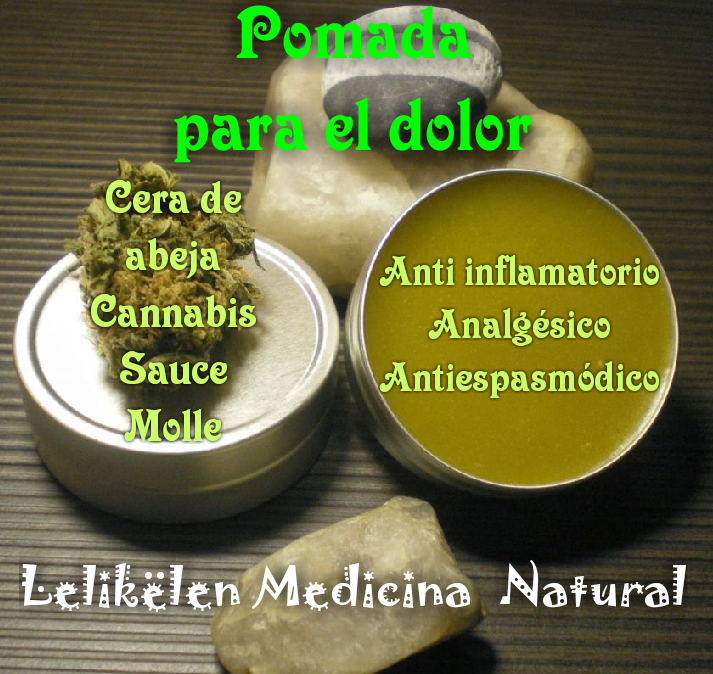 Pomada
para el dolor
Cera de
abeja
Cannabis
Sauce
Molle
Anti inflamatorio
Analgésico
Antiespasmódico
Lelikëlen Medicina Natural